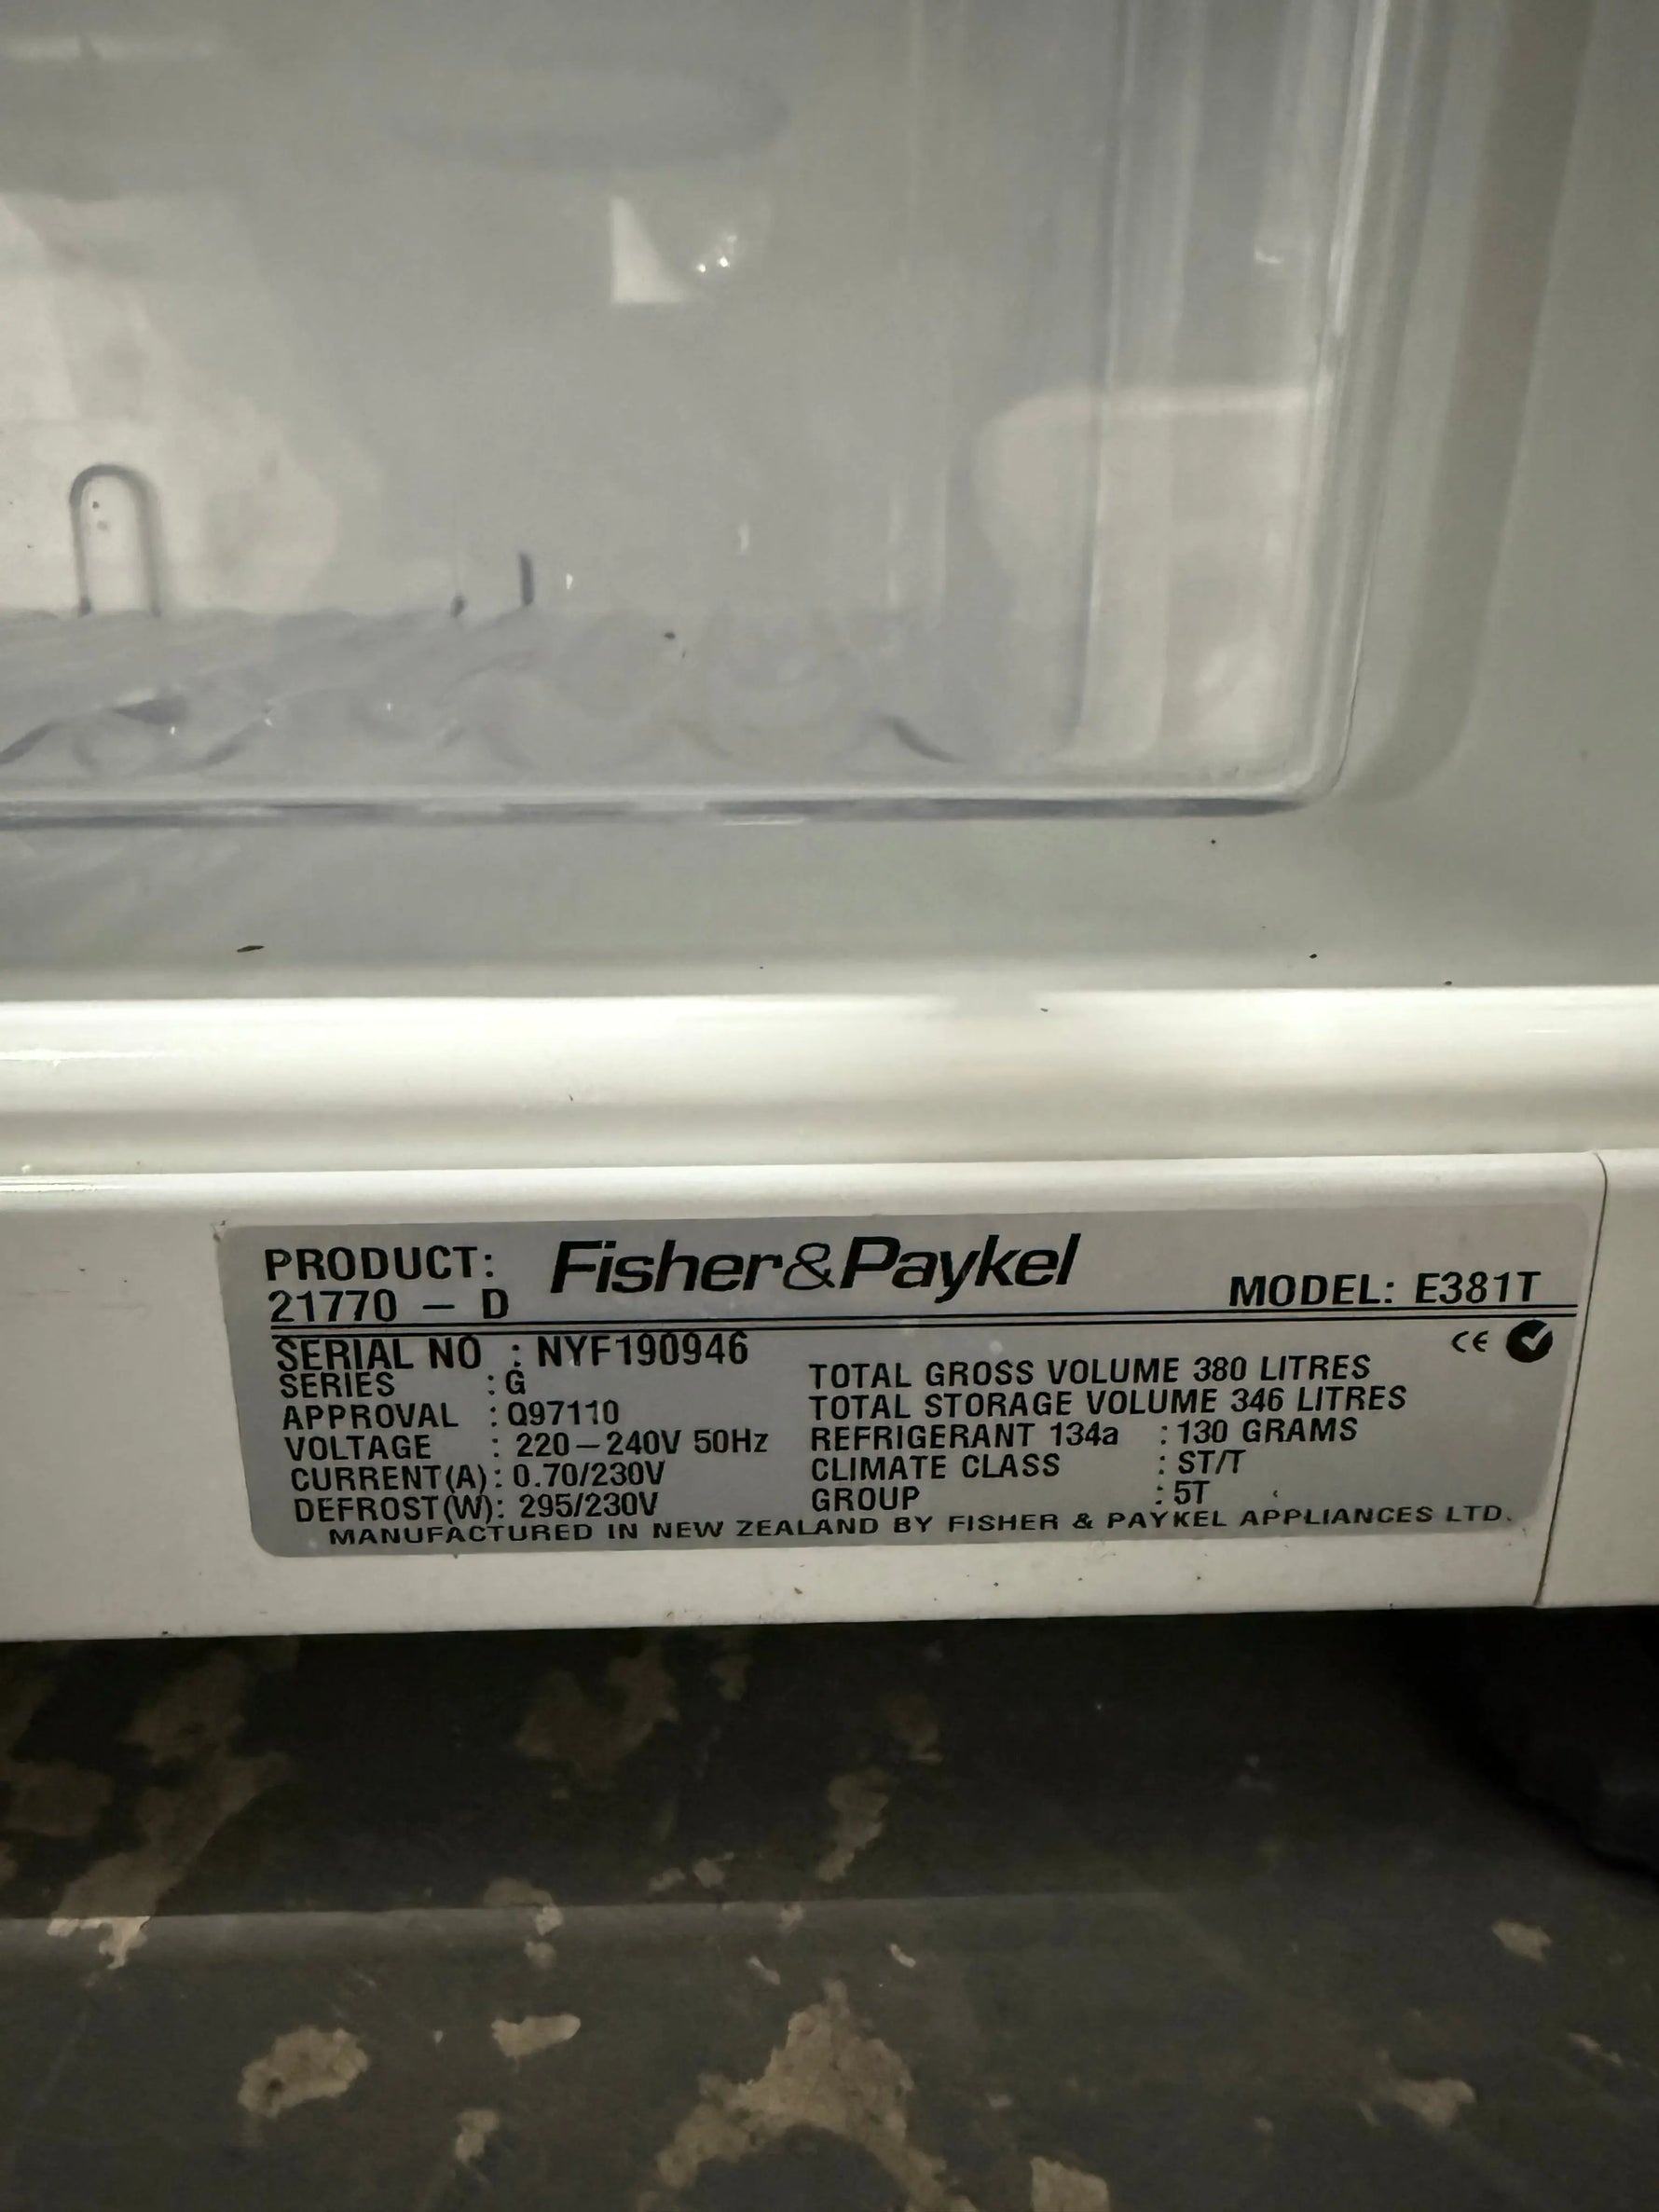 PRODUCT: Fisher&Paykel
21770 – D MODEL: E381T
SERIAL NO : NYF190946 CE
SERIES : G TOTAL GROSS VOLUME 380 LITRES
APPROVAL : Q97110 TOTAL STORAGE VOLUME 346 LITRES
VOLTAGE : 220–240V 50Hz REFRIGERANT 134a : 130 GRAMS
CURRENT(A): 0.70/230V CLIMATE CLASS : ST/T
DEFROST(W): 295/230V GROUP : 5T
MANUFACTURED IN NEW ZEALAND BY FISHER & PAYKEL APPLIANCES LTD.